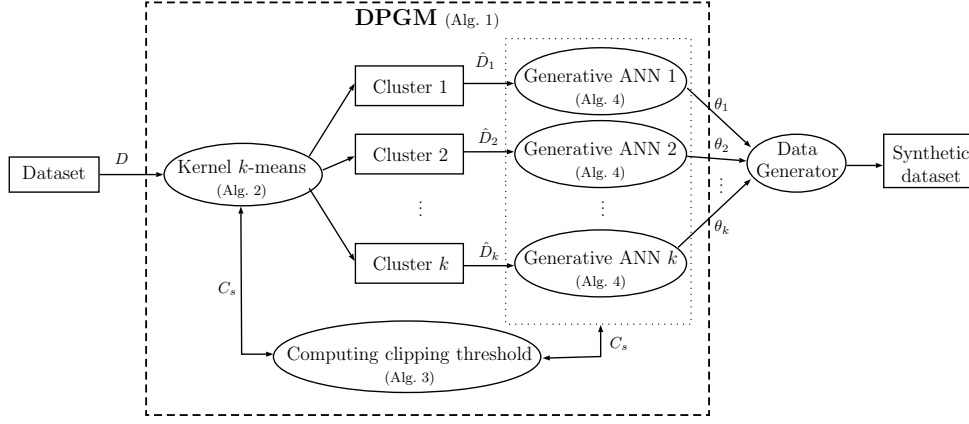 DPGM (Alg. 1)
Dataset
D
Kernel k-means
(Alg. 2)
Cluster 1
Cluster 2
⋮
Cluster k
D̂₁
D̂₂
D̂ₖ
Generative ANN 1
(Alg. 4)
Generative ANN 2
(Alg. 4)
⋮
Generative ANN k
(Alg. 4)
θ₁
θ₂
⋮
θₖ
Data
Generator
Synthetic
dataset
Cₛ
Computing clipping threshold
(Alg. 3)
Cₛ